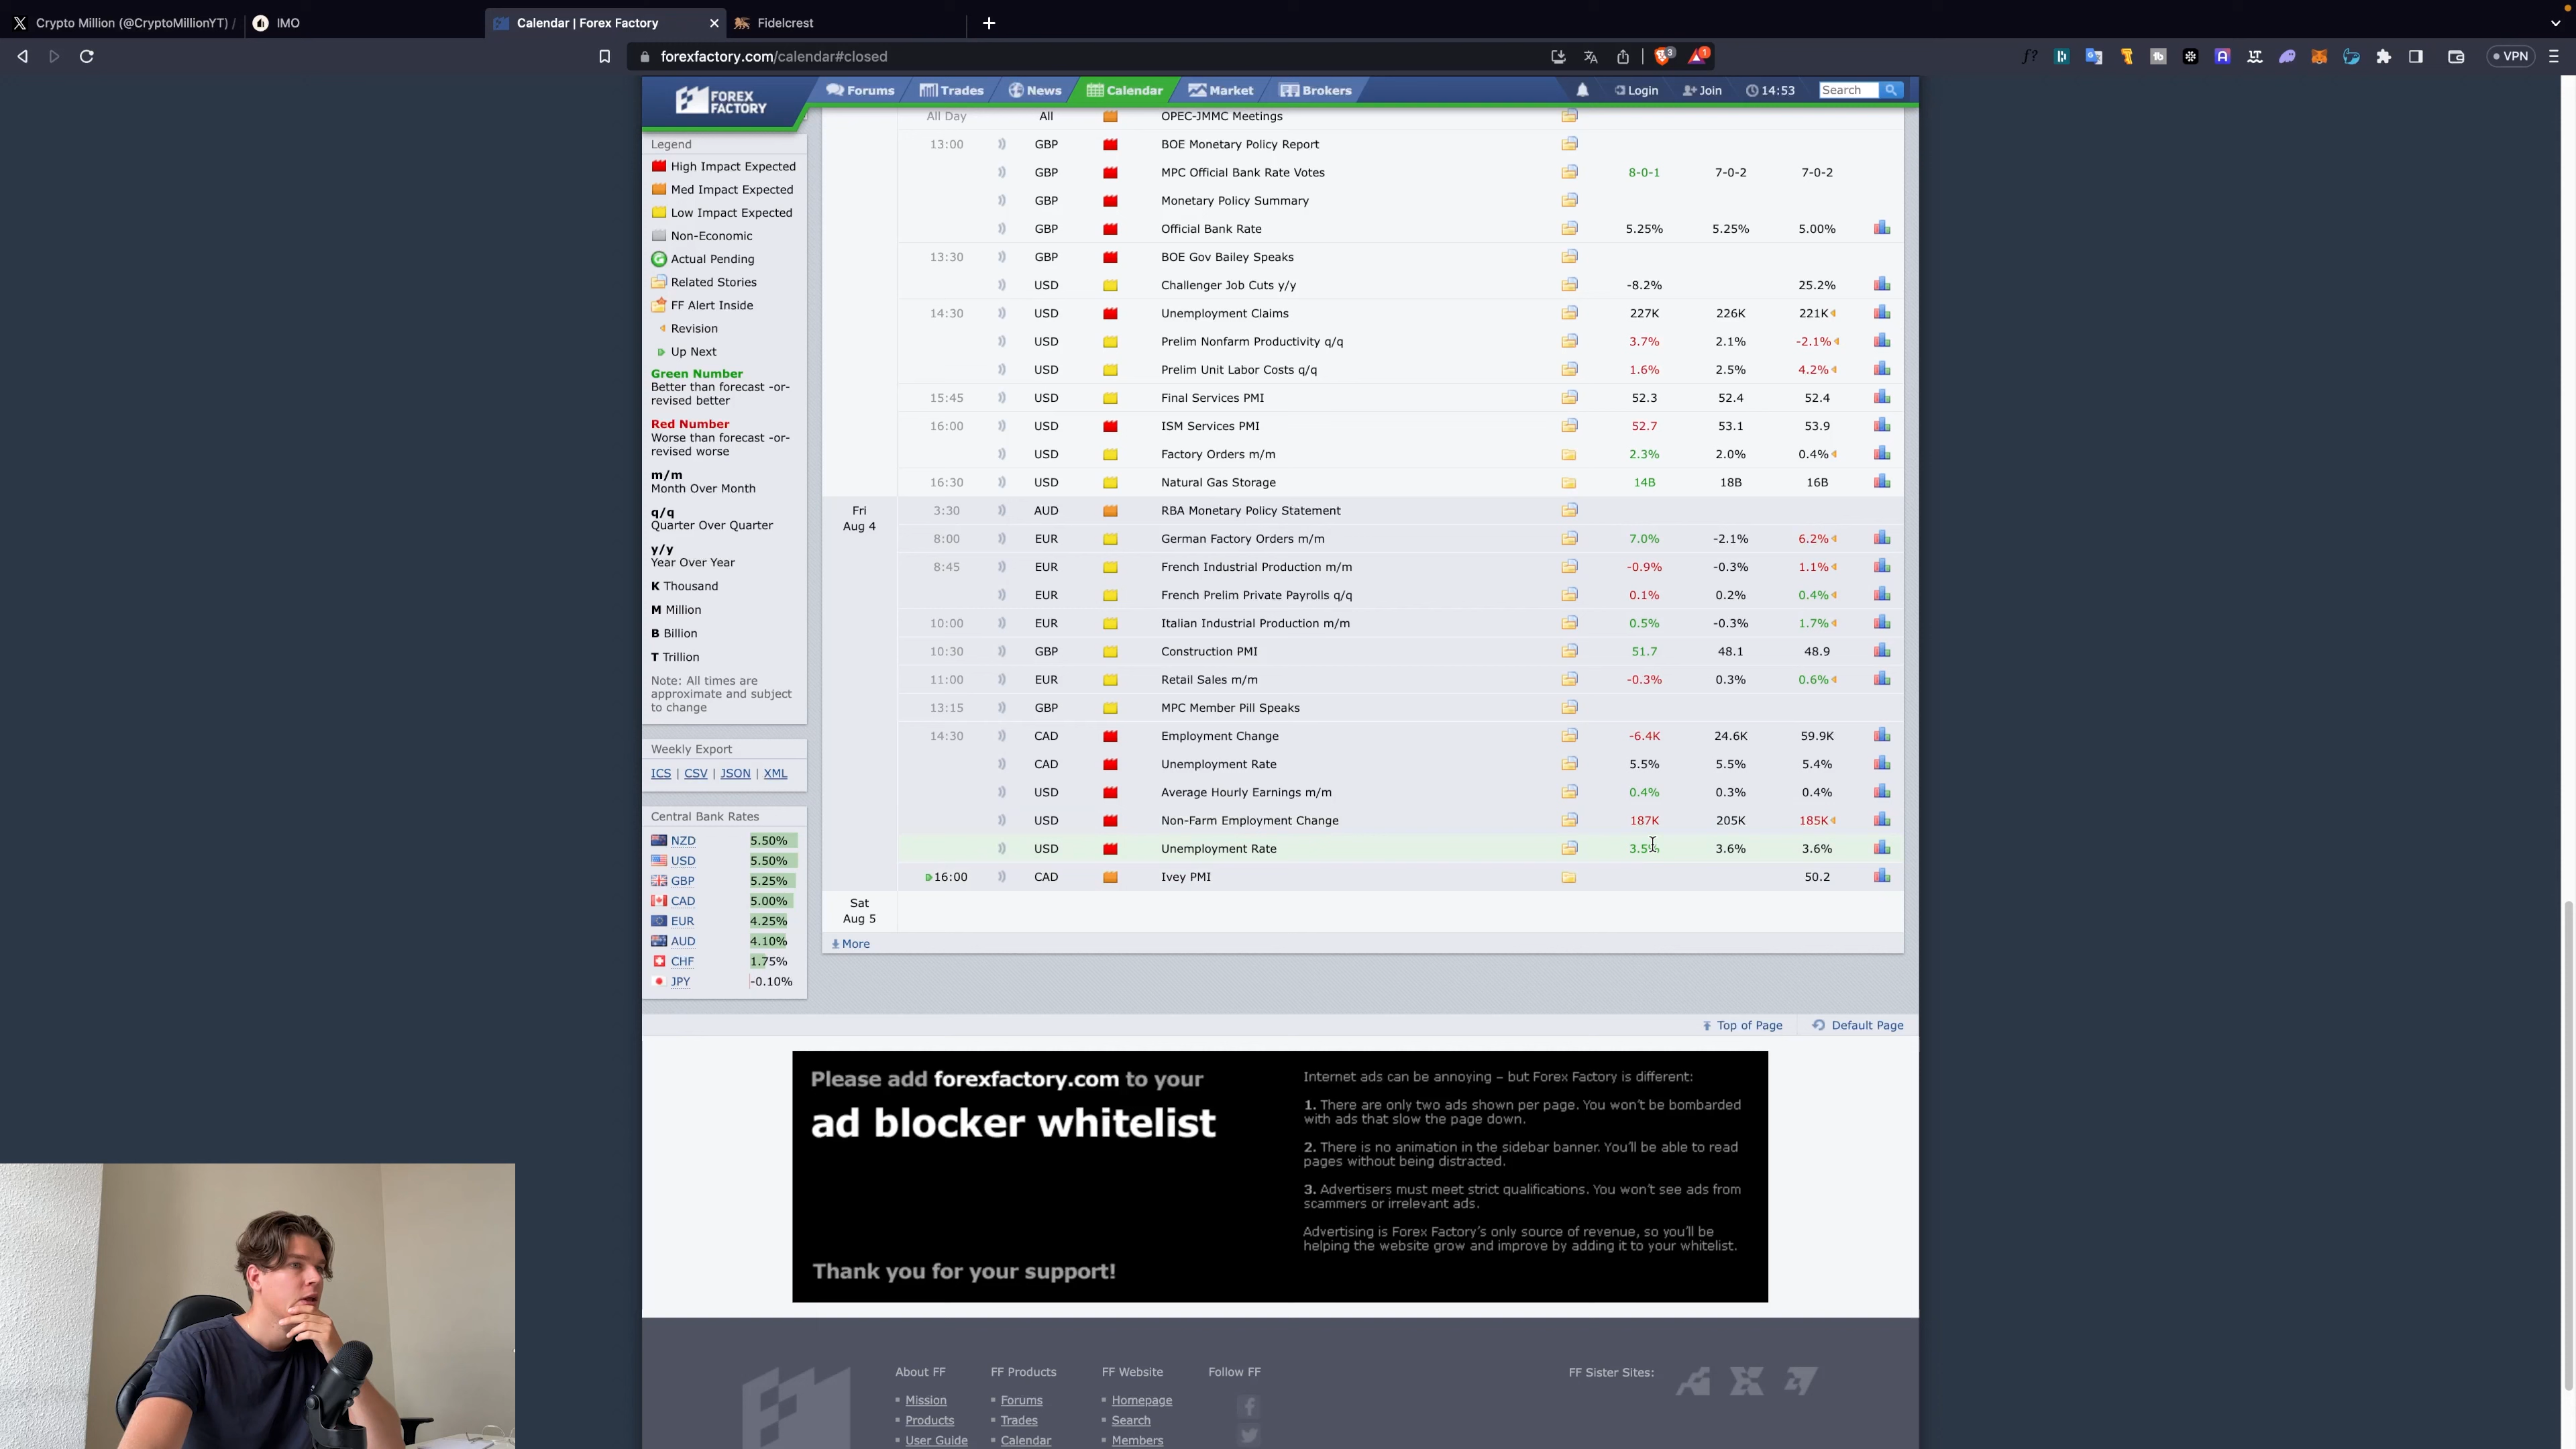 Crypto Million (@CryptoMillionYT) /
IMO
Calendar | Forex Factory
Fidelcrest
forexfactory.com/calendar#closed
3
1
VPN
FOREX
FACTORY
Forums
Trades
News
Calendar
Market
Brokers
Login
Join
14:53
Search
Legend
High Impact Expected
Med Impact Expected
Low Impact Expected
Non-Economic
Actual Pending
Related Stories
FF Alert Inside
Revision
Up Next
Green Number
Better than forecast -or-
revised better
Red Number
Worse than forecast -or-
revised worse
m/m
Month Over Month
q/q
Quarter Over Quarter
y/y
Year Over Year
K Thousand
M Million
B Billion
T Trillion
Note: All times are
approximate and subject
to change
Weekly Export
ICS | CSV | JSON | XML
Central Bank Rates
NZD 5.50%
USD 5.50%
GBP 5.25%
CAD 5.00%
EUR 4.25%
AUD 4.10%
CHF 1.75%
JPY -0.10%
All Day All OPEC-JMMC Meetings
13:00 GBP BOE Monetary Policy Report
GBP MPC Official Bank Rate Votes 8-0-1 7-0-2 7-0-2
GBP Monetary Policy Summary
GBP Official Bank Rate 5.25% 5.25% 5.00%
13:30 GBP BOE Gov Bailey Speaks
USD Challenger Job Cuts y/y -8.2% 25.2%
14:30 USD Unemployment Claims 227K 226K 221K
USD Prelim Nonfarm Productivity q/q 3.7% 2.1% -2.1%
USD Prelim Unit Labor Costs q/q 1.6% 2.5% 4.2%
15:45 USD Final Services PMI 52.3 52.4 52.4
16:00 USD ISM Services PMI 52.7 53.1 53.9
USD Factory Orders m/m 2.3% 2.0% 0.4%
16:30 USD Natural Gas Storage 14B 18B 16B
Fri
Aug 4
3:30 AUD RBA Monetary Policy Statement
8:00 EUR German Factory Orders m/m 7.0% -2.1% 6.2%
8:45 EUR French Industrial Production m/m -0.9% -0.3% 1.1%
EUR French Prelim Private Payrolls q/q 0.1% 0.2% 0.4%
10:00 EUR Italian Industrial Production m/m 0.5% -0.3% 1.7%
10:30 GBP Construction PMI 51.7 48.1 48.9
11:00 EUR Retail Sales m/m -0.3% 0.3% 0.6%
13:15 GBP MPC Member Pill Speaks
14:30 CAD Employment Change -6.4K 24.6K 59.9K
CAD Unemployment Rate 5.5% 5.5% 5.4%
USD Average Hourly Earnings m/m 0.4% 0.3% 0.4%
USD Non-Farm Employment Change 187K 205K 185K
USD Unemployment Rate 3.5% 3.6% 3.6%
16:00 CAD Ivey PMI 50.2
Sat
Aug 5
More
Top of Page
Default Page
Please add forexfactory.com to your
ad blocker whitelist
Thank you for your support!
Internet ads can be annoying – but Forex Factory is different:
1. There are only two ads shown per page. You won't be bombarded
with ads that slow the page down.
2. There is no animation in the sidebar banner. You'll be able to read
pages without being distracted.
3. Advertisers must meet strict qualifications. You won't see ads from
scammers or irrelevant ads.
Advertising is Forex Factory's only source of revenue, so you'll be
helping the website grow and improve by adding it to your whitelist.
About FF
Mission
Products
User Guide
FF Products
Forums
Trades
Calendar
FF Website
Homepage
Search
Members
Follow FF
FF Sister Sites: